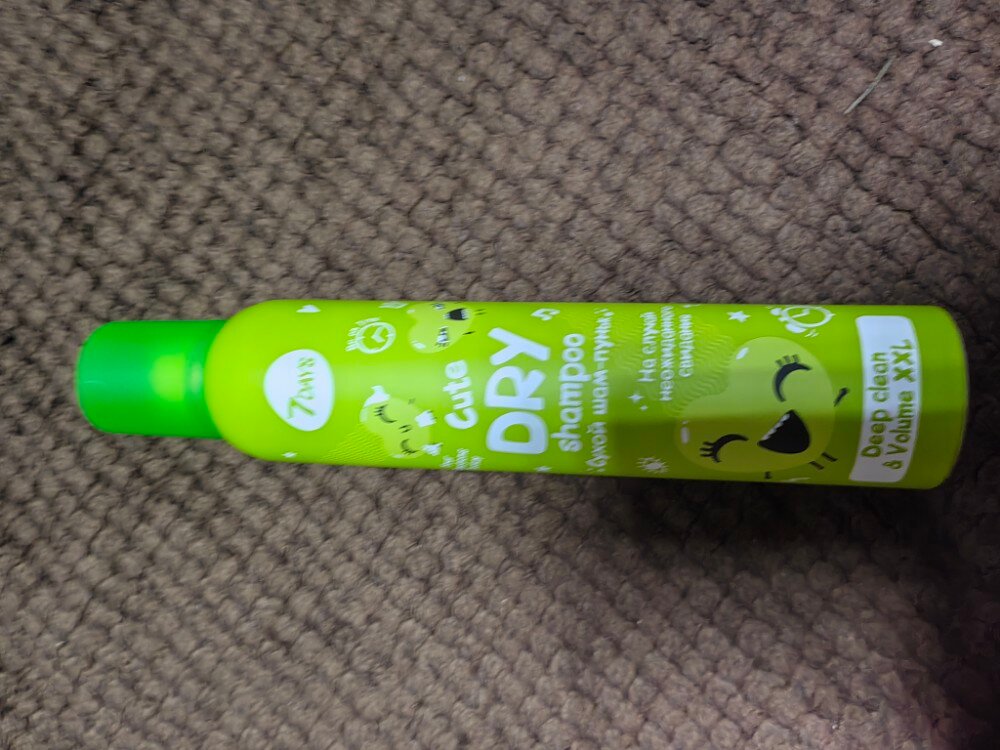 7DAYS
Cute
DRY
shampoo
Сухой шам-пунь
На случай
неожиданного
свидания
Deep clean
& Volume XXL